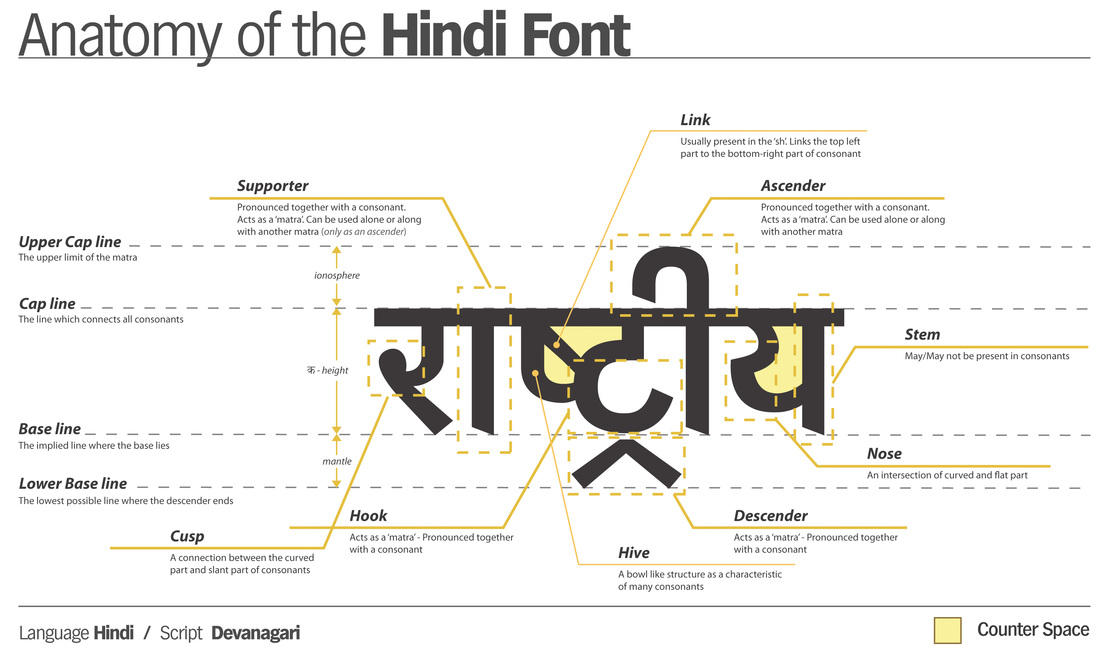 Anatomy of the Hindi Font
Link
Usually present in the 'sh'. Links the top left
part to the bottom-right part of consonant
Supporter
Pronounced together with a consonant.
Acts as a 'matra'. Can be used alone or along
with another matra (only as an ascender)
Ascender
Pronounced together with a consonant.
Acts as a 'matra'. Can be used alone or along
with another matra
Upper Cap line
The upper limit of the matra
ionosphere
Cap line
The line which connects all consonants
राष्ट्रीय
Stem
May/May not be present in consonants
क - height
Base line
The implied line where the base lies
mantle
Nose
An intersection of curved and flat part
Lower Base line
The lowest possible line where the descender ends
Hook
Acts as a 'matra' - Pronounced together
with a consonant
Descender
Acts as a 'matra' - Pronounced together
with a consonant
Cusp
A connection between the curved
part and slant part of consonants
Hive
A bowl like structure as a characteristic
of many consonants
Language Hindi / Script Devanagari
Counter Space